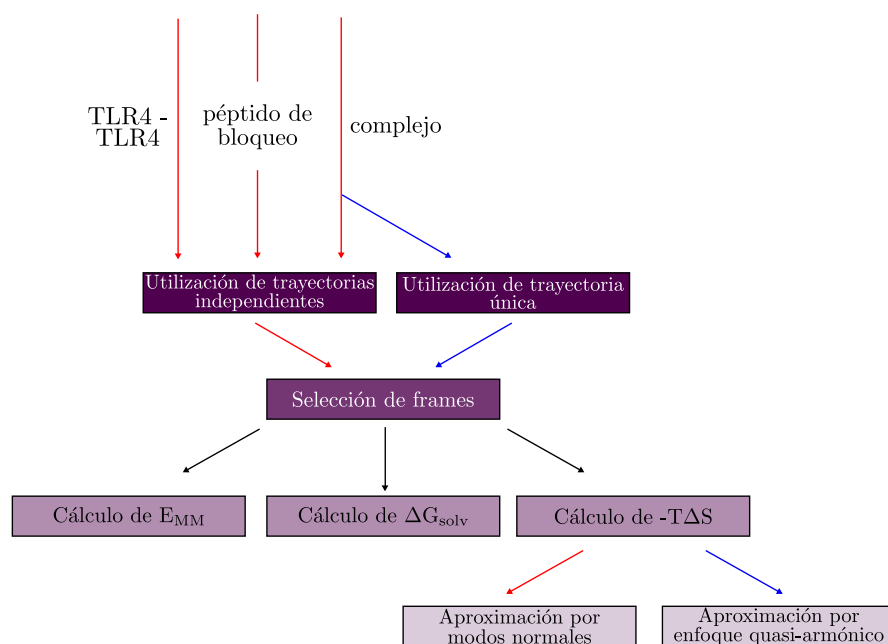 TLR4 -
TLR4
péptido de
bloqueo
complejo
Utilización de trayectorias
independientes
Utilización de trayectoria
única
Selección de frames
Cálculo de E_MM
Cálculo de ΔG_solv
Cálculo de -TΔS
Aproximación por
modos normales
Aproximación por
enfoque quasi-armónico